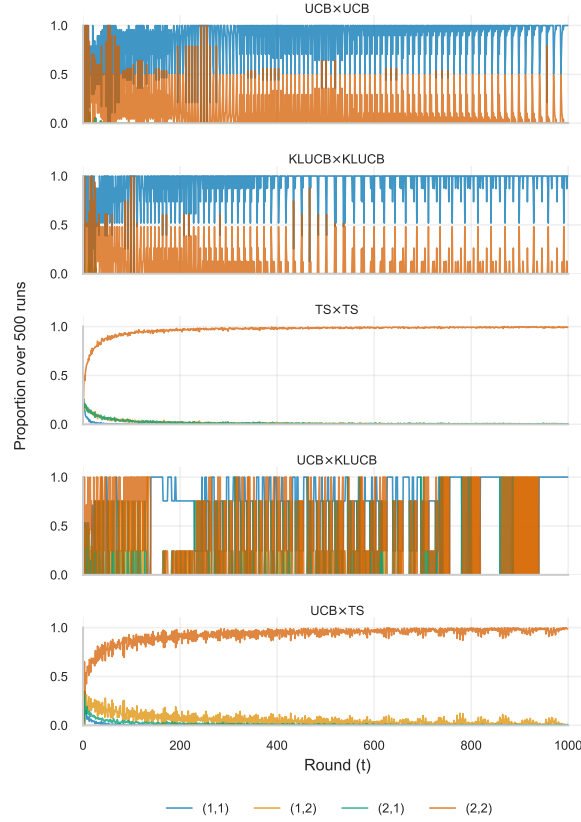 UCB×UCB
1.0
0.5
0.0
KLUCB×KLUCB
1.0
0.5
0.0
TS×TS
1.0
0.5
0.0
UCB×KLUCB
1.0
0.5
0.0
UCB×TS
1.0
0.5
0.0
0 200 400 600 800 1000
Round (t)
Proportion over 500 runs
(1,1) (1,2) (2,1) (2,2)